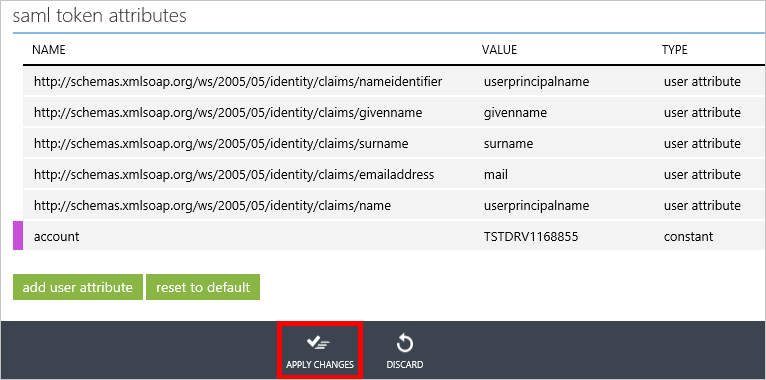 saml token attributes
NAME VALUE TYPE
http://schemas.xmlsoap.org/ws/2005/05/identity/claims/nameidentifier userprincipalname user attribute
http://schemas.xmlsoap.org/ws/2005/05/identity/claims/givenname givenname user attribute
http://schemas.xmlsoap.org/ws/2005/05/identity/claims/surname surname user attribute
http://schemas.xmlsoap.org/ws/2005/05/identity/claims/emailaddress mail user attribute
http://schemas.xmlsoap.org/ws/2005/05/identity/claims/name userprincipalname user attribute
account TSTDRV1168855 constant
add user attribute reset to default
APPLY CHANGES DISCARD